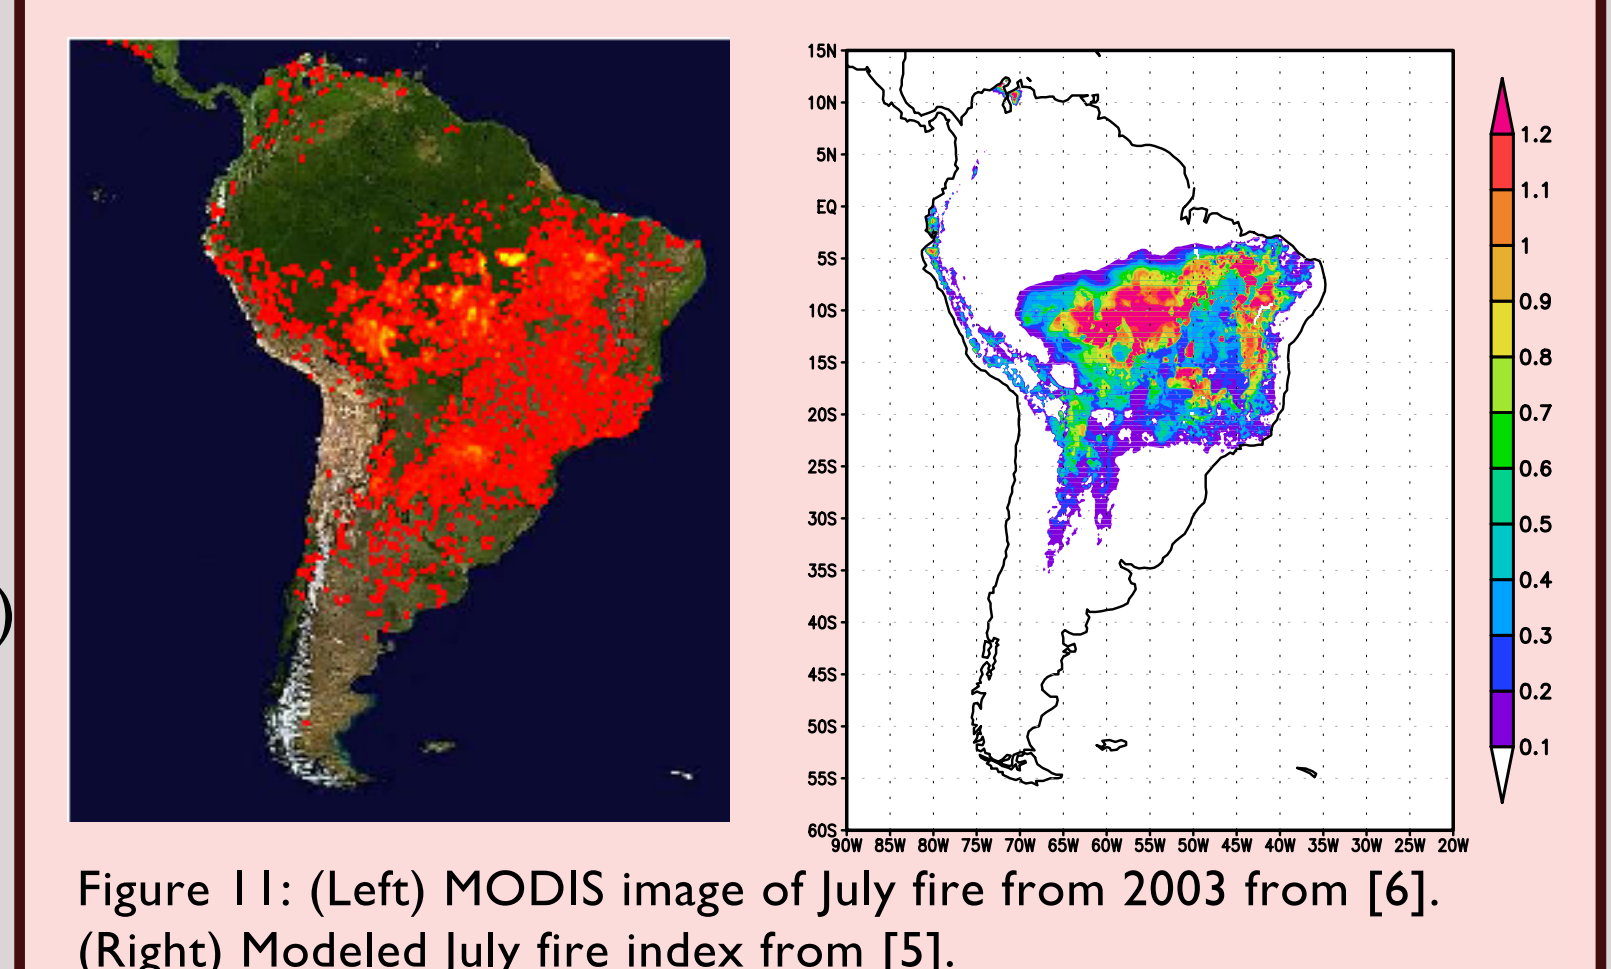 15N
10N
5N
EQ
5S
10S
15S
20S
25S
30S
35S
40S
45S
50S
55S
60S
90W 85W 80W 75W 70W 65W 60W 55W 50W 45W 40W 35W 30W 25W 20W
1.2
1.1
1
0.9
0.8
0.7
0.6
0.5
0.4
0.3
0.2
0.1
)
Figure 11: (Left) MODIS image of July fire from 2003 from [6].
(Right) Modeled July fire index from [5].